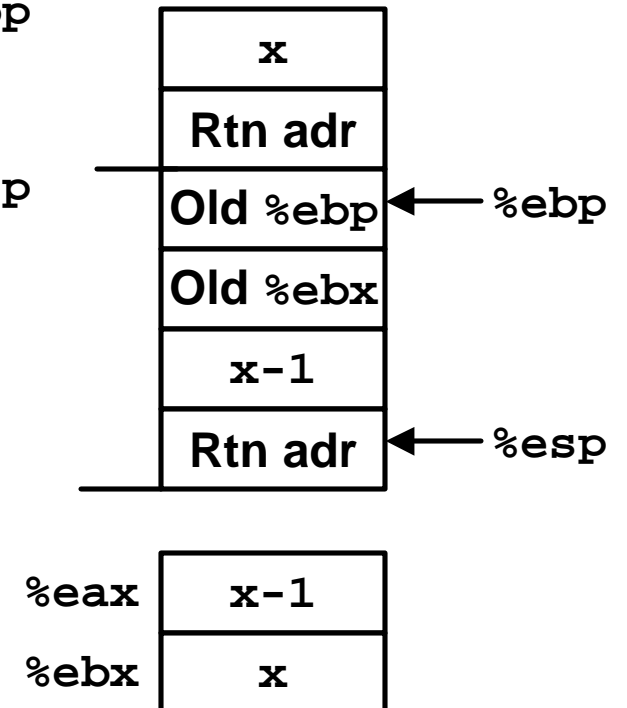 p
x
Rtn adr
p
Old %ebp %ebp
Old %ebx
x-1
Rtn adr %esp
%eax x-1
%ebx x